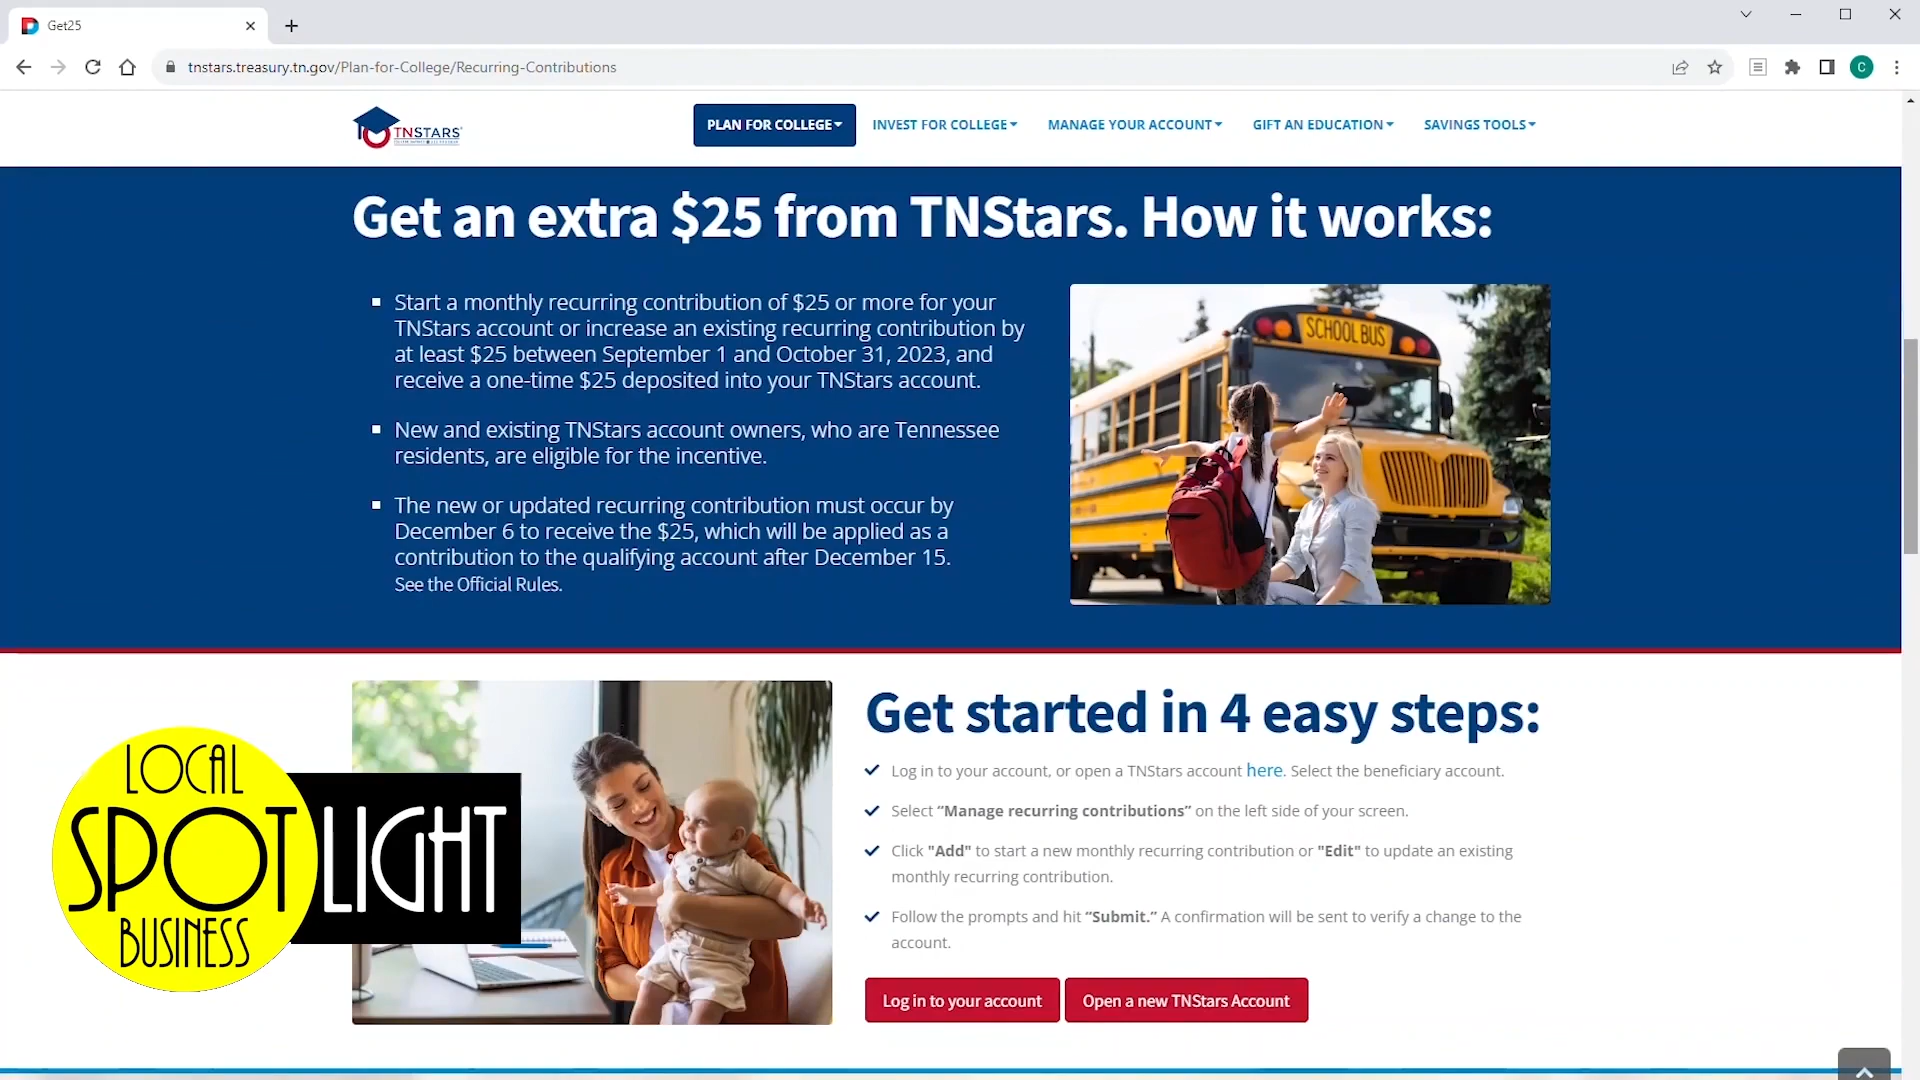 Get25
tnstars.treasury.tn.gov/Plan-for-College/Recurring-Contributions
C
TNSTARS
PLAN FOR COLLEGE
INVEST FOR COLLEGE
MANAGE YOUR ACCOUNT
GIFT AN EDUCATION
SAVINGS TOOLS
Get an extra $25 from TNStars. How it works:
Start a monthly recurring contribution of $25 or more for your
TNStars account or increase an existing recurring contribution by
at least $25 between September 1 and October 31, 2023, and
receive a one-time $25 deposited into your TNStars account.
New and existing TNStars account owners, who are Tennessee
residents, are eligible for the incentive.
The new or updated recurring contribution must occur by
December 6 to receive the $25, which will be applied as a
contribution to the qualifying account after December 15.
See the Official Rules.
SCHOOL BUS
Get started in 4 easy steps:
Log in to your account, or open a TNStars account here. Select the beneficiary account.
Select “Manage recurring contributions” on the left side of your screen.
Click "Add" to start a new monthly recurring contribution or "Edit" to update an existing
monthly recurring contribution.
Follow the prompts and hit “Submit.” A confirmation will be sent to verify a change to the
account.
Log in to your account
Open a new TNStars Account
LOCAL
SPOTLIGHT
BUSINESS